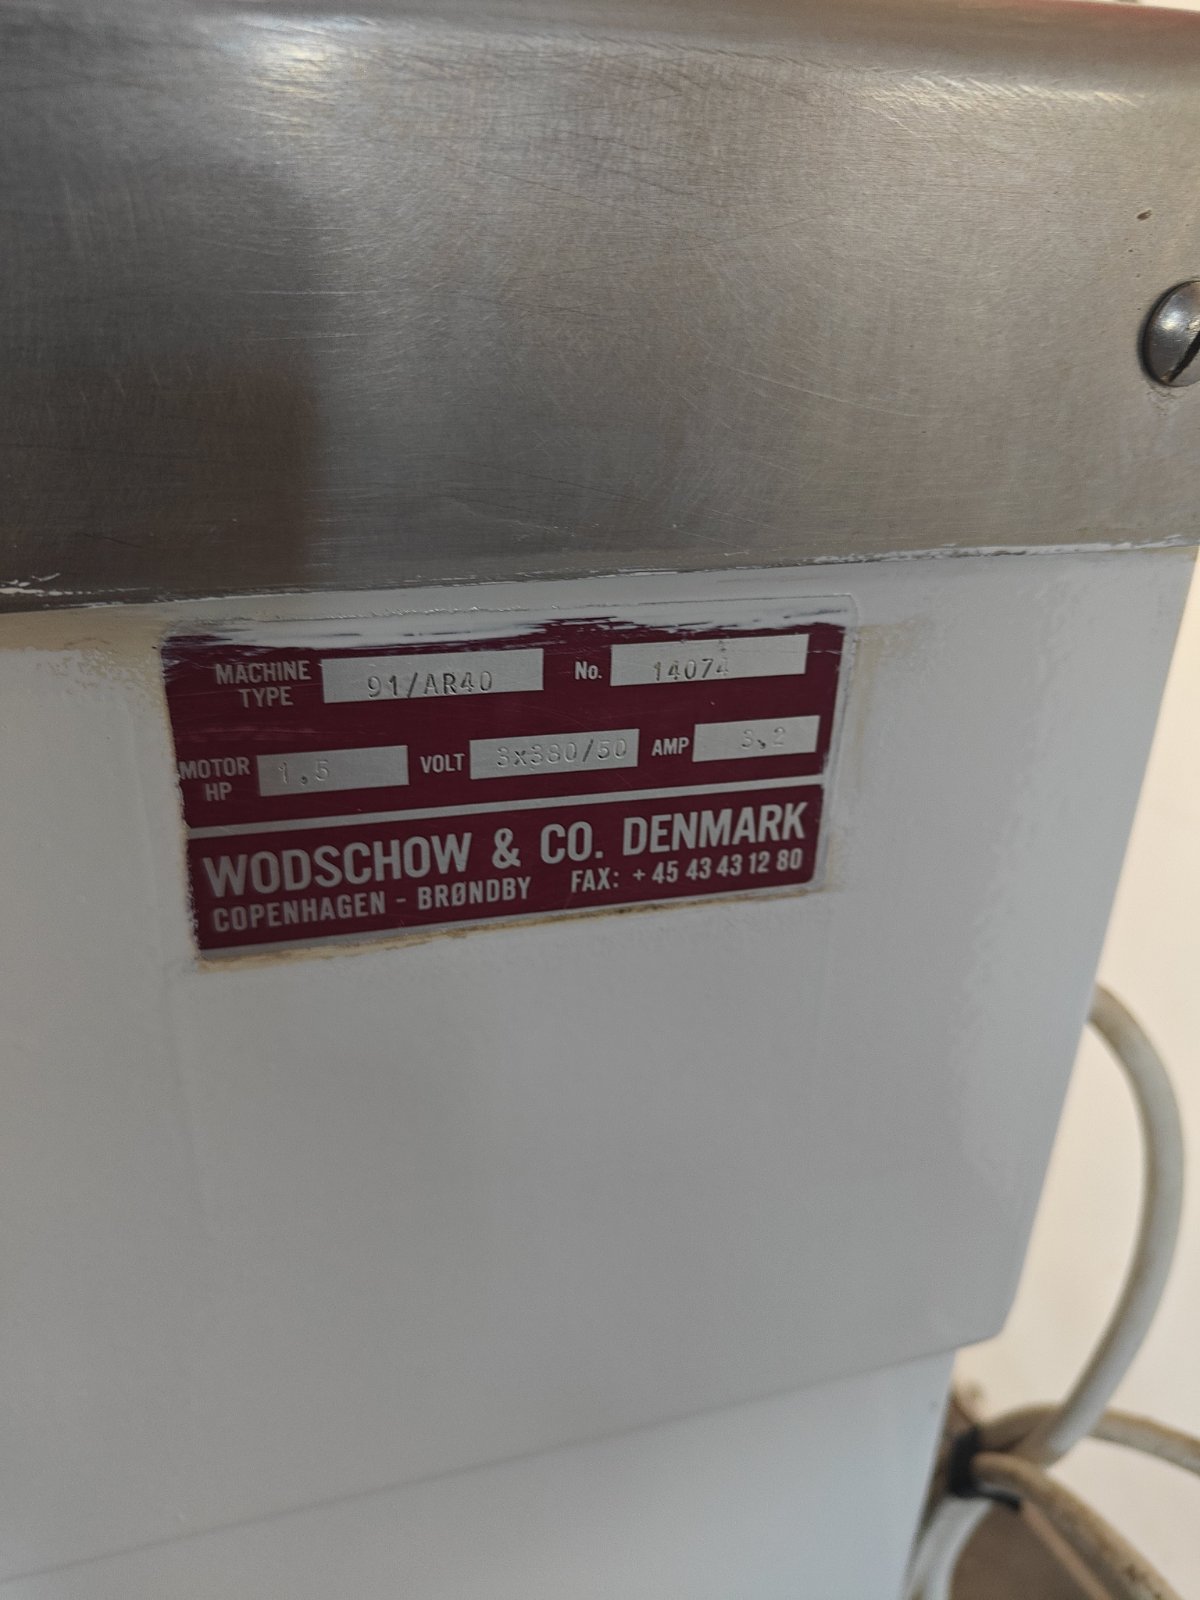 MACHINE TYPE 91/AR40 No. 14074
MOTOR HP 1,5 VOLT 3x380/50 AMP 3,2
WODSCHOW & CO. DENMARK
COPENHAGEN - BRØNDBY FAX: + 45 43 43 12 80